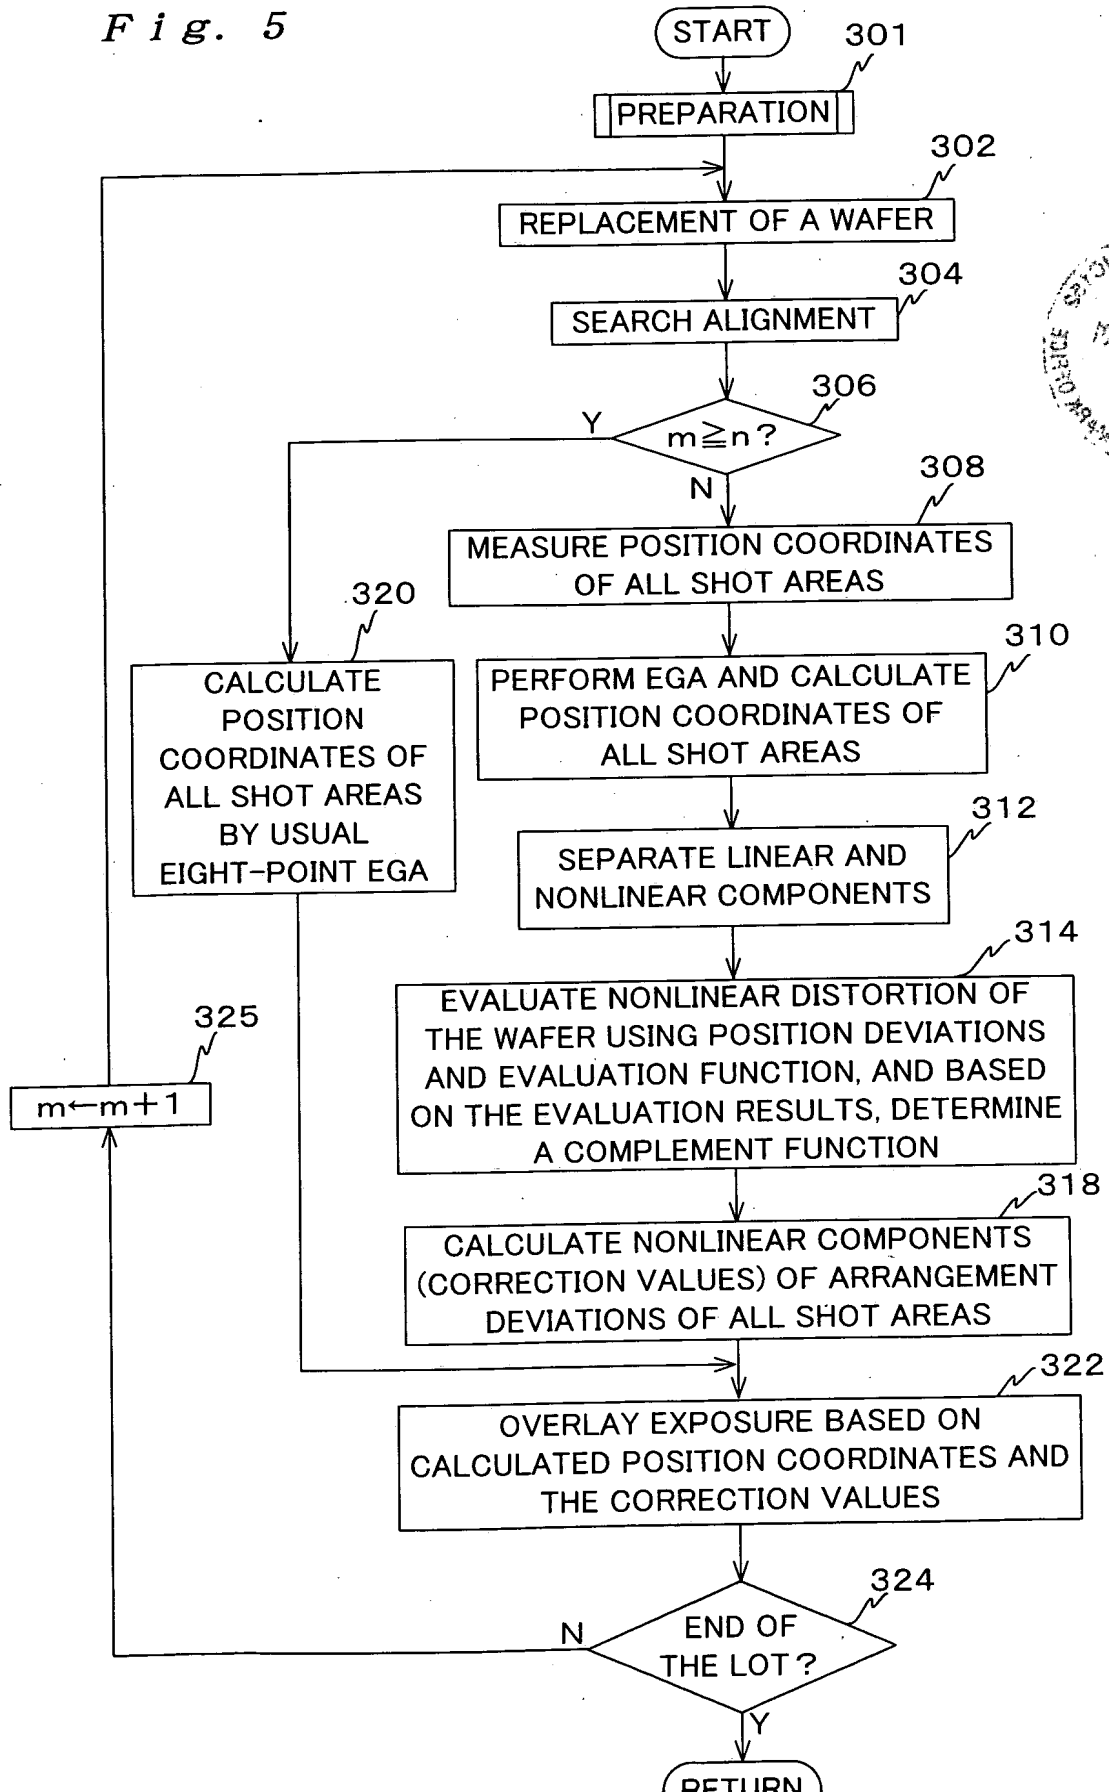 Fig. 5
START
301
PREPARATION
302
REPLACEMENT OF A WAFER
304
SEARCH ALIGNMENT
306
Y
m≧n?
N
308
MEASURE POSITION COORDINATES
OF ALL SHOT AREAS
320
CALCULATE
POSITION
COORDINATES OF
ALL SHOT AREAS
BY USUAL
EIGHT-POINT EGA
310
PERFORM EGA AND CALCULATE
POSITION COORDINATES OF
ALL SHOT AREAS
312
SEPARATE LINEAR AND
NONLINEAR COMPONENTS
314
EVALUATE NONLINEAR DISTORTION OF
THE WAFER USING POSITION DEVIATIONS
AND EVALUATION FUNCTION, AND BASED
ON THE EVALUATION RESULTS, DETERMINE
A COMPLEMENT FUNCTION
325
m←m+1
318
CALCULATE NONLINEAR COMPONENTS
(CORRECTION VALUES) OF ARRANGEMENT
DEVIATIONS OF ALL SHOT AREAS
322
OVERLAY EXPOSURE BASED ON
CALCULATED POSITION COORDINATES AND
THE CORRECTION VALUES
324
N
END OF
THE LOT?
Y
RETURN